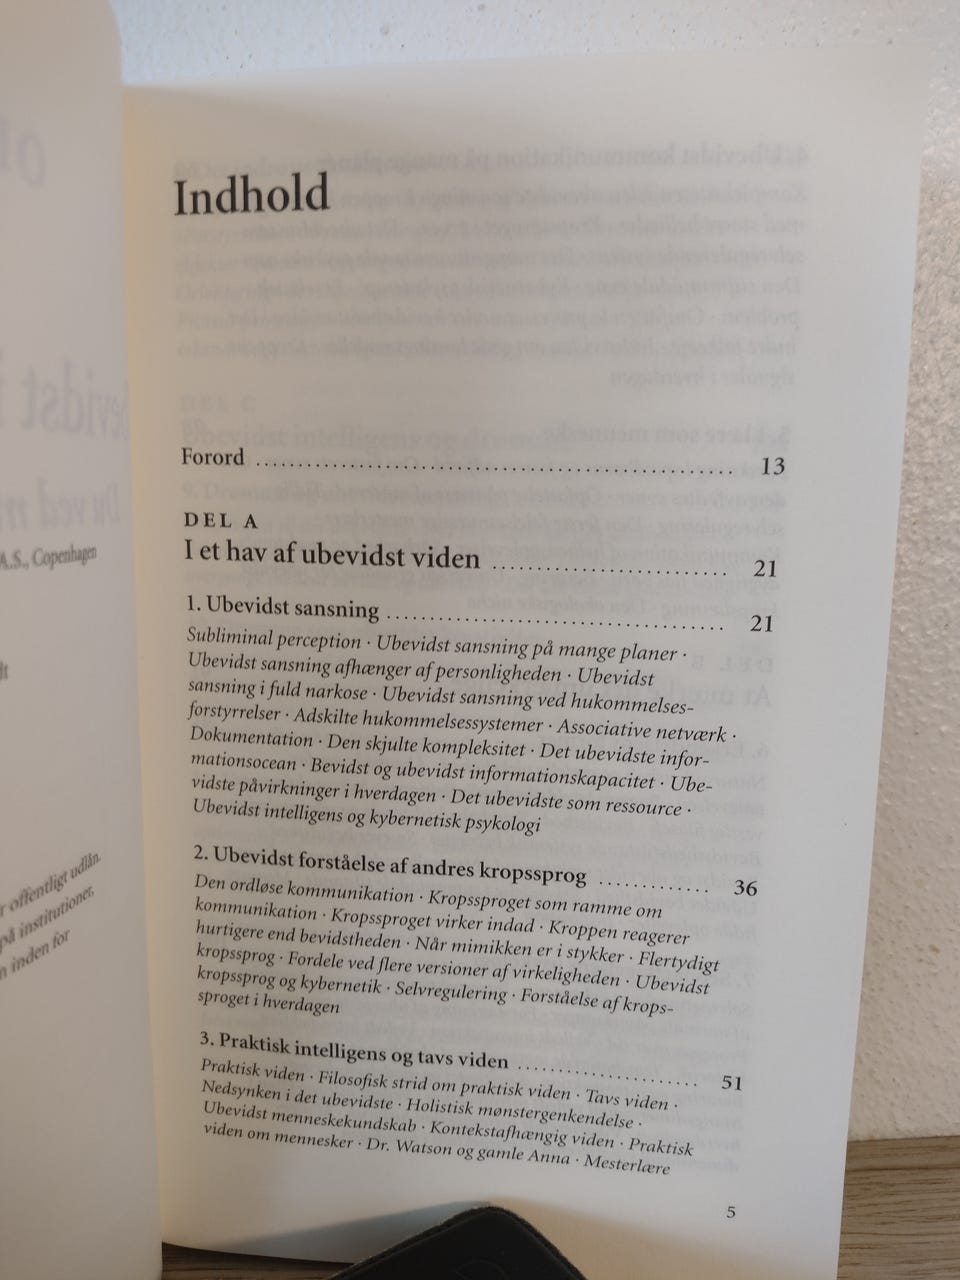 A.S., Copenhagen
offentligt udlån.
på institutioner,
inden for
Indhold
Forord ........................................ 13
DEL A
I et hav af ubevidst viden ........................ 21
1. Ubevidst sansning .................................. 21
Subliminal perception · Ubevidst sansning på mange planer ·
Ubevidst sansning afhænger af personligheden · Ubevidst
sansning i fuld narkose · Ubevidst sansning ved hukommelses-
forstyrrelser · Adskilte hukommelsessystemer · Associative netværk ·
Dokumentation · Den skjulte kompleksitet · Det ubevidste infor-
mationsocean · Bevidst og ubevidst informationskapacitet · Ube-
vidste påvirkninger i hverdagen · Det ubevidste som ressource ·
Ubevidst intelligens og kybernetisk psykologi
2. Ubevidst forståelse af andres kropssprog ............ 36
Den ordløse kommunikation · Kropssproget som ramme om
kommunikation · Kropssproget virker indad · Kroppen reagerer
hurtigere end bevidstheden · Når mimikken er i stykker · Flertydigt
kropssprog · Fordele ved flere versioner af virkeligheden · Ubevidst
kropssprog og kybernetik · Selvregulering · Forståelse af krops-
sproget i hverdagen
3. Praktisk intelligens og tavs viden ................... 51
Praktisk viden · Filosofisk strid om praktisk viden · Tavs viden ·
Nedsynken i det ubevidste · Holistisk mønstergenkendelse ·
Ubevidst menneskekundskab · Kontekstafhængig viden · Praktisk
viden om mennesker · Dr. Watson og gamle Anna · Mesterlære
5